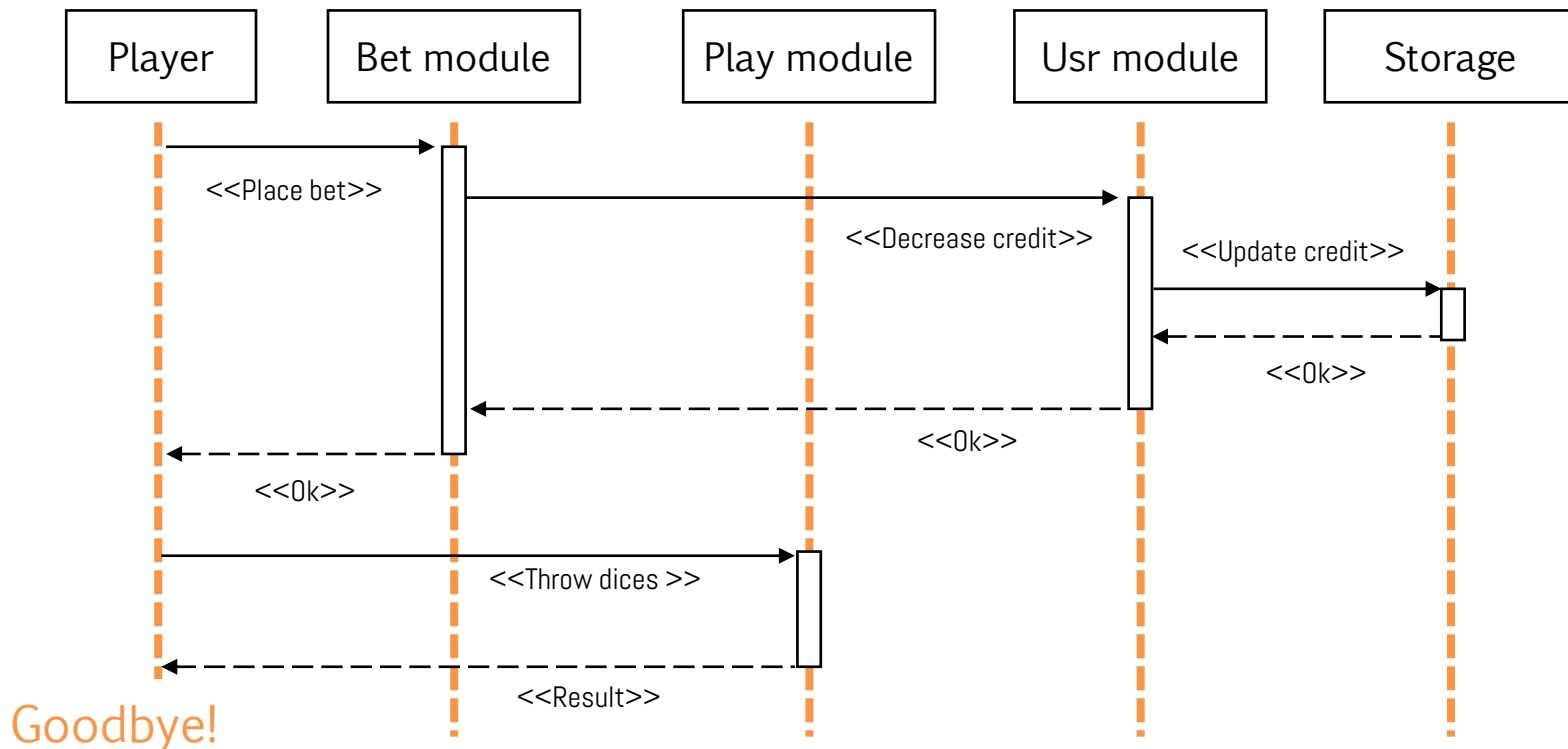 Player
Bet module
Play module
Usr module
Storage
<<Place bet>>
<<Decrease credit>>
<<Update credit>>
<<Ok>>
<<Ok>>
<<Ok>>
<<Throw dices >>
<<Result>>
Goodbye!